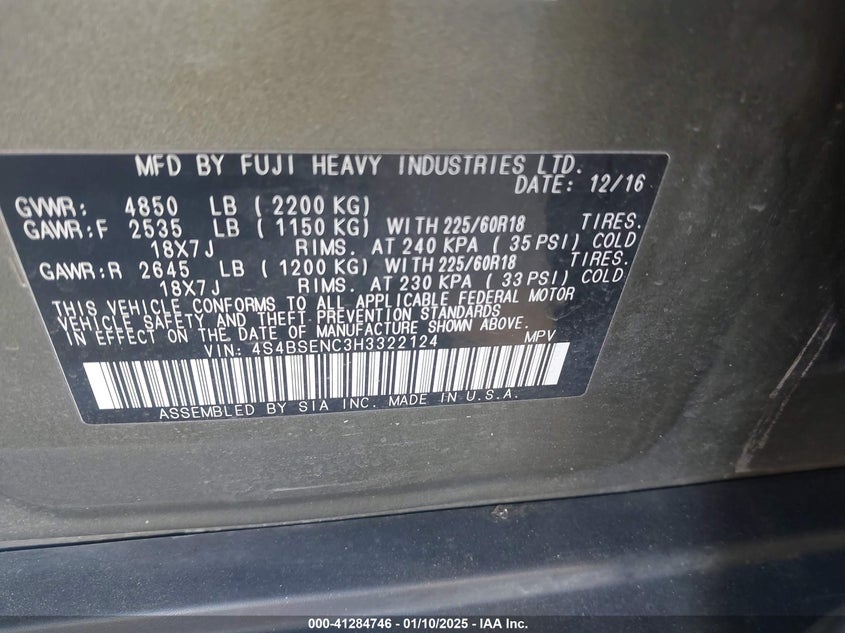 MFD BY FUJI HEAVY INDUSTRIES LTD.
DATE: 12/16
GVWR: 4850 LB ( 2200 KG)
GAWR:F 2535 LB ( 1150 KG) WITH 225/60R18 TIRES.
18X7J RIMS. AT 240 KPA ( 35 PSI) COLD
GAWR:R 2645 LB ( 1200 KG) WITH 225/60R18 TIRES.
18X7J RIMS. AT 230 KPA ( 33 PSI) COLD
THIS VEHICLE CONFORMS TO ALL APPLICABLE FEDERAL MOTOR
VEHICLE SAFETY AND THEFT PREVENTION STANDARDS
IN EFFECT ON THE DATE OF MANUFACTURE SHOWN ABOVE.
VIN: 4S4BSENC3H3322124 MPV
ASSEMBLED BY SIA INC. MADE IN U.S.A.
000-41284746 - 01/10/2025 - IAA Inc.